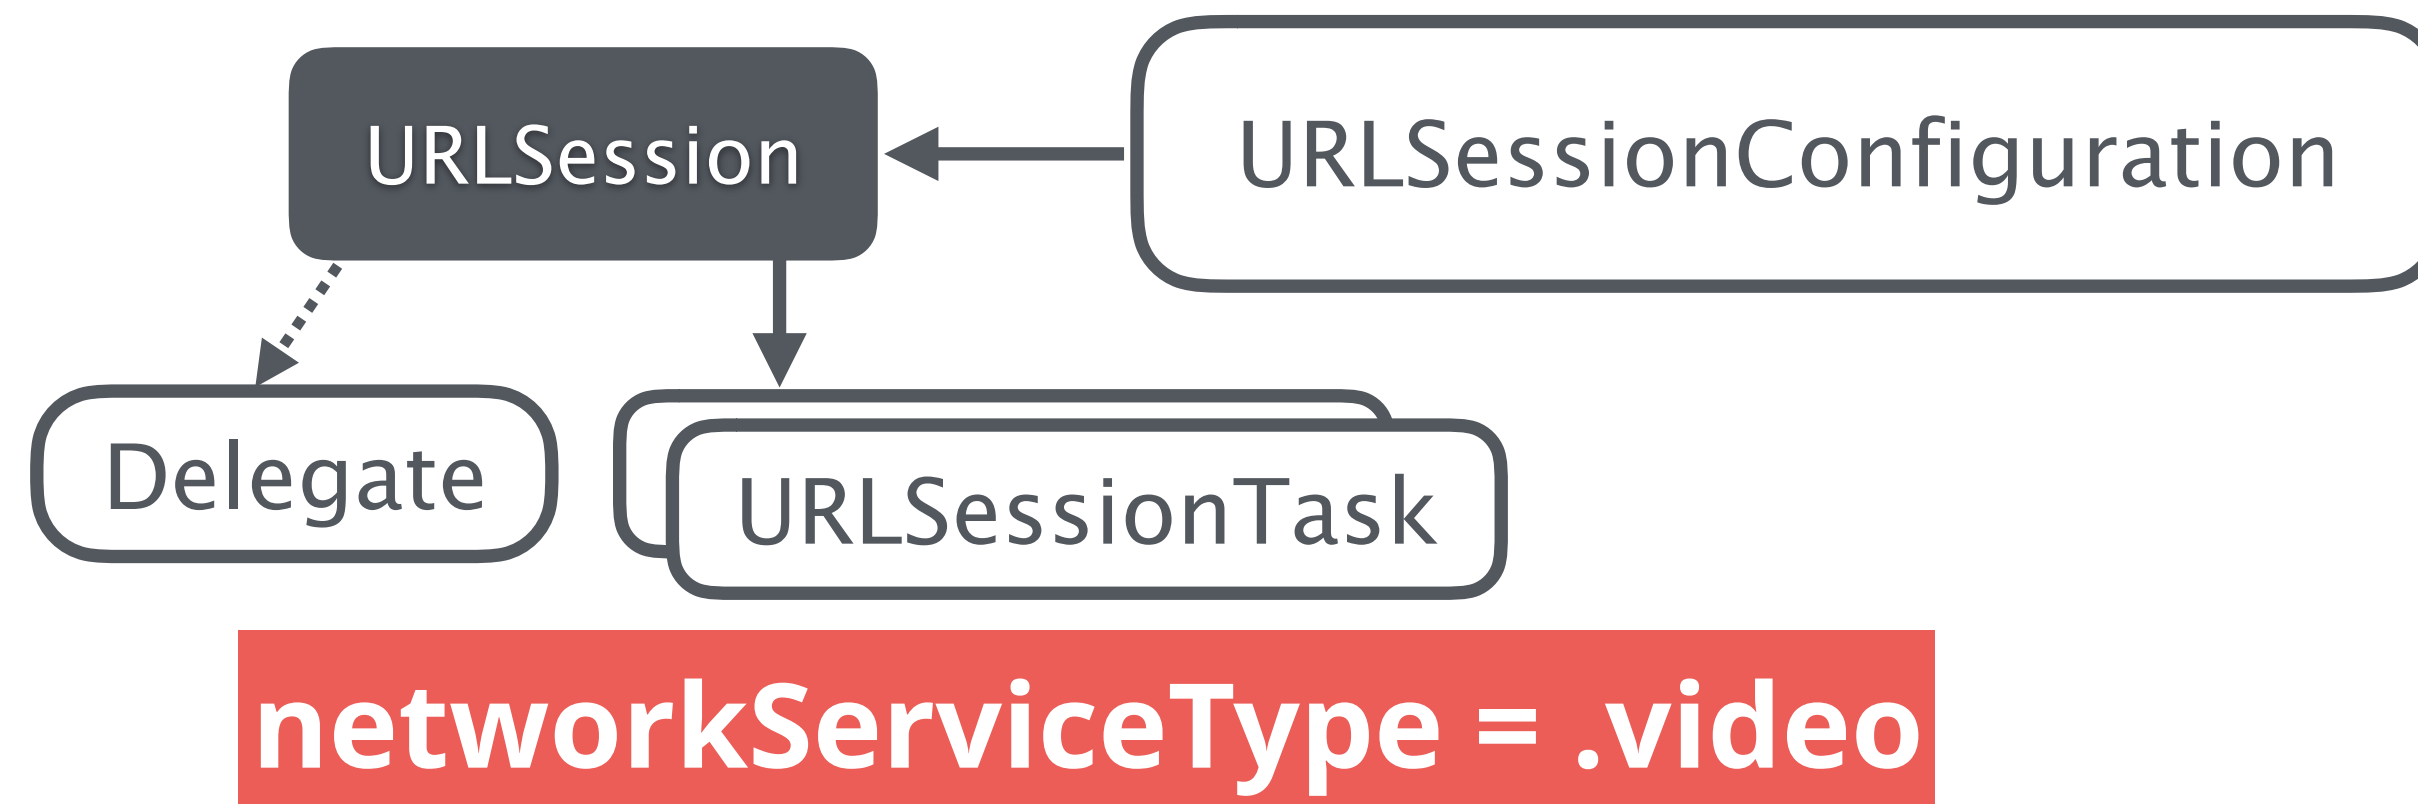 URLSession
URLSessionConfiguration
Delegate
URLSessionTask
networkServiceType = .video